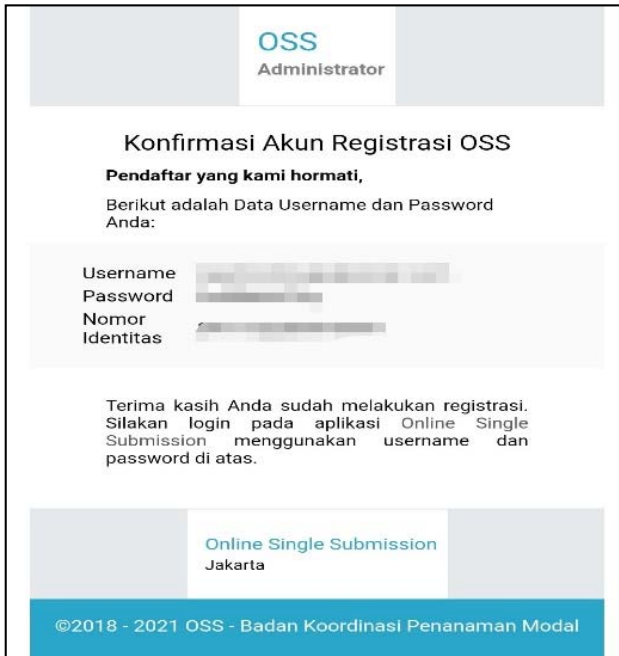 OSS
Administrator
Konfirmasi Akun Registrasi OSS
Pendaftar yang kami hormati,
Berikut adalah Data Username dan Password
Anda:
Username
Password
Nomor
Identitas
Terima kasih Anda sudah melakukan registrasi.
Silakan login pada aplikasi Online Single
Submission menggunakan username dan
password di atas.
Online Single Submission
Jakarta
©2018 - 2021 OSS - Badan Koordinasi Penanaman Modal